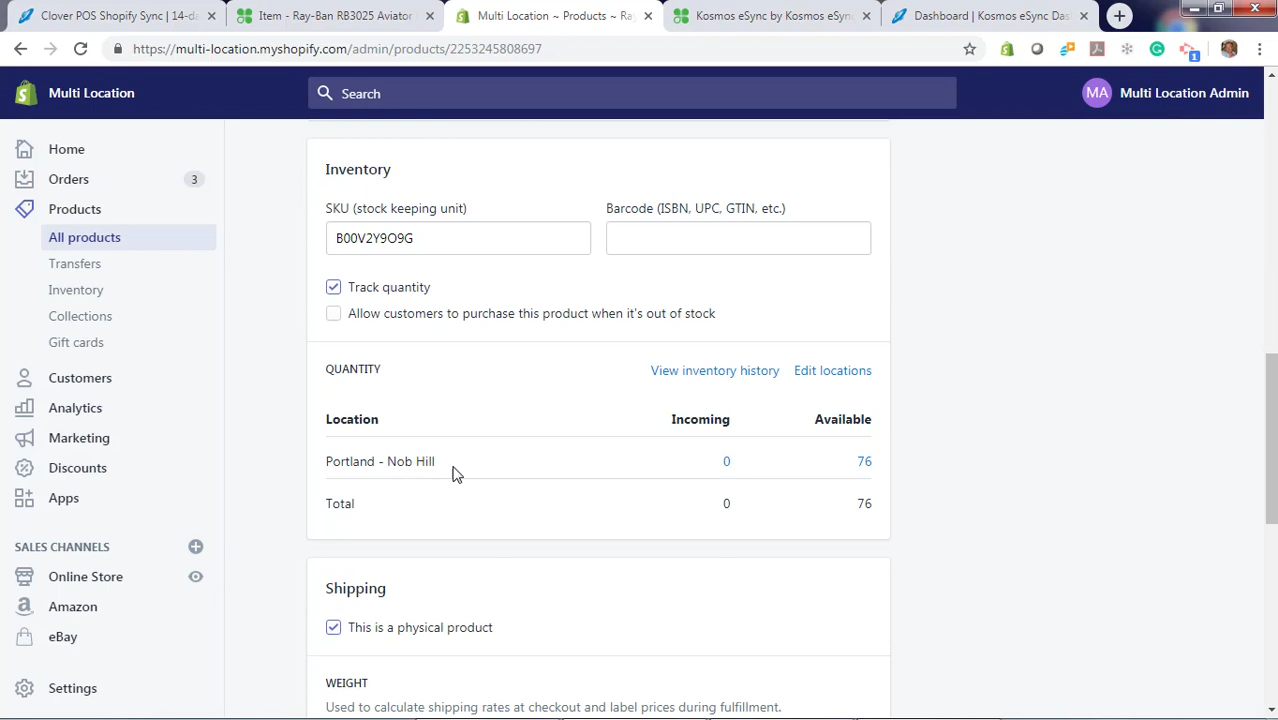 Clover POS Shopify Sync | 14-da
Item - Ray-Ban RB3025 Aviator
Multi Location ~ Products ~ Ra
Kosmos eSync by Kosmos eSync
Dashboard | Kosmos eSync Das
https://multi-location.myshopify.com/admin/products/2253245808697
1
Multi Location
Search
MA Multi Location Admin
Home
Orders 3
Products
All products
Transfers
Inventory
Collections
Gift cards
Customers
Analytics
Marketing
Discounts
Apps
SALES CHANNELS
Online Store
Amazon
eBay
Settings
Inventory
SKU (stock keeping unit) Barcode (ISBN, UPC, GTIN, etc.)
B00V2Y9O9G
Track quantity
Allow customers to purchase this product when it's out of stock
QUANTITY View inventory history Edit locations
Location Incoming Available
Portland - Nob Hill 0 76
Total 0 76
Shipping
This is a physical product
WEIGHT
Used to calculate shipping rates at checkout and label prices during fulfillment.